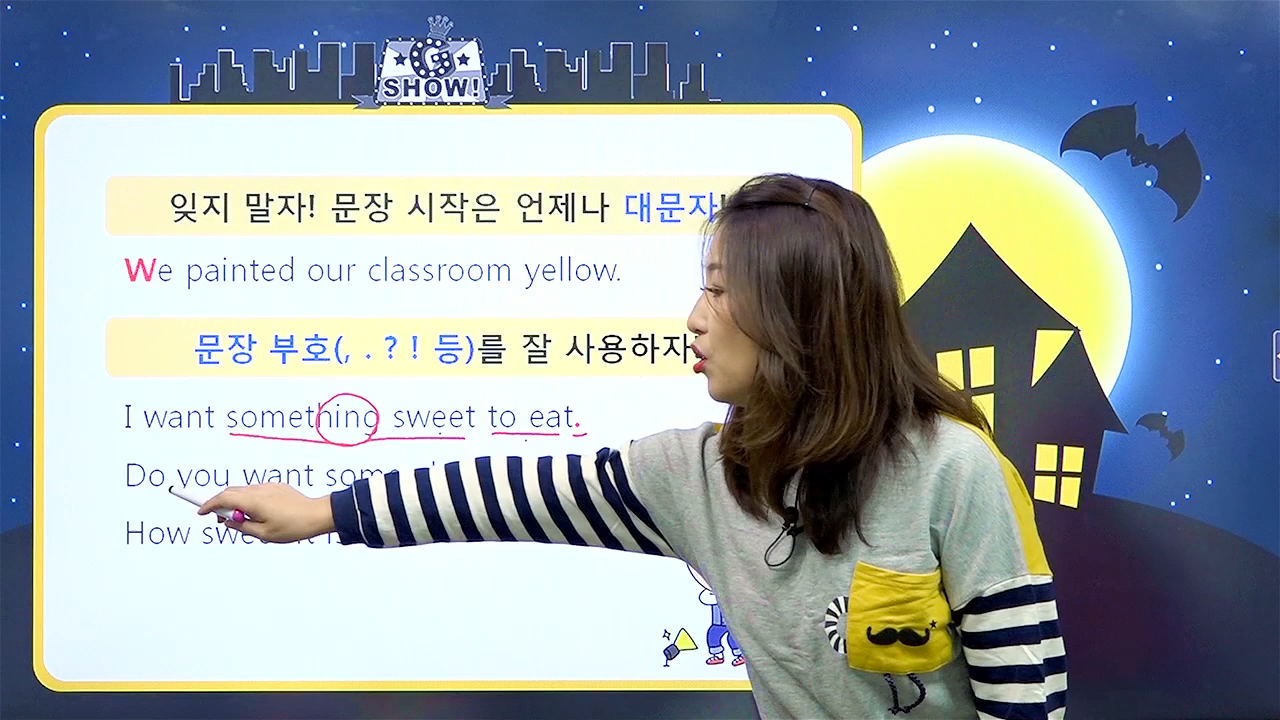 G
SHOW!
잊지 말자! 문장 시작은 언제나 대문자!
We painted our classroom yellow.
문장 부호(, . ? ! 등)를 잘 사용하자
I want something sweet to eat.
Do you want
How